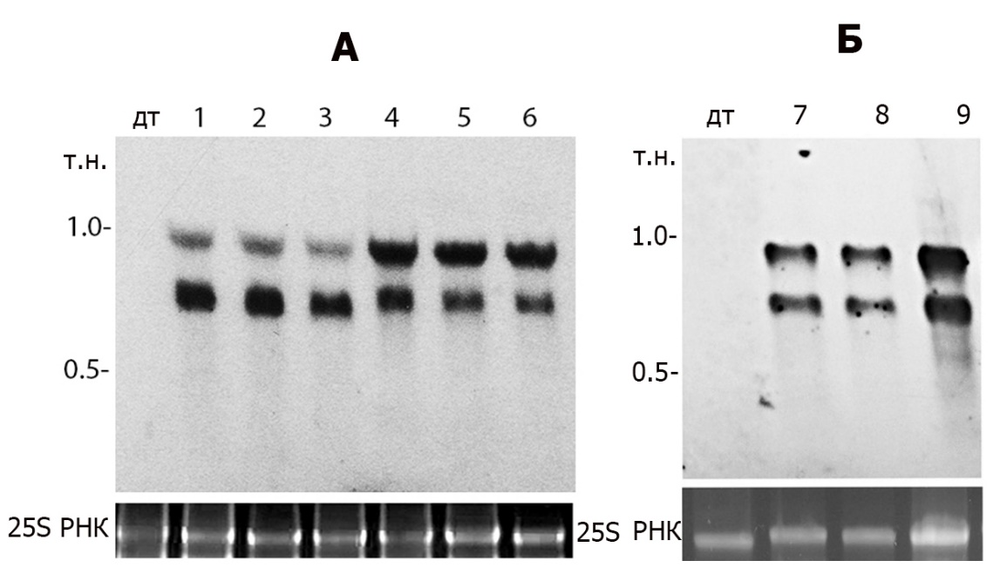 А
Б
дт 1 2 3 4 5 6
дт 7 8 9
т.н.
т.н.
1.0-
1.0-
0.5-
0.5-
25S РНК
25S РНК